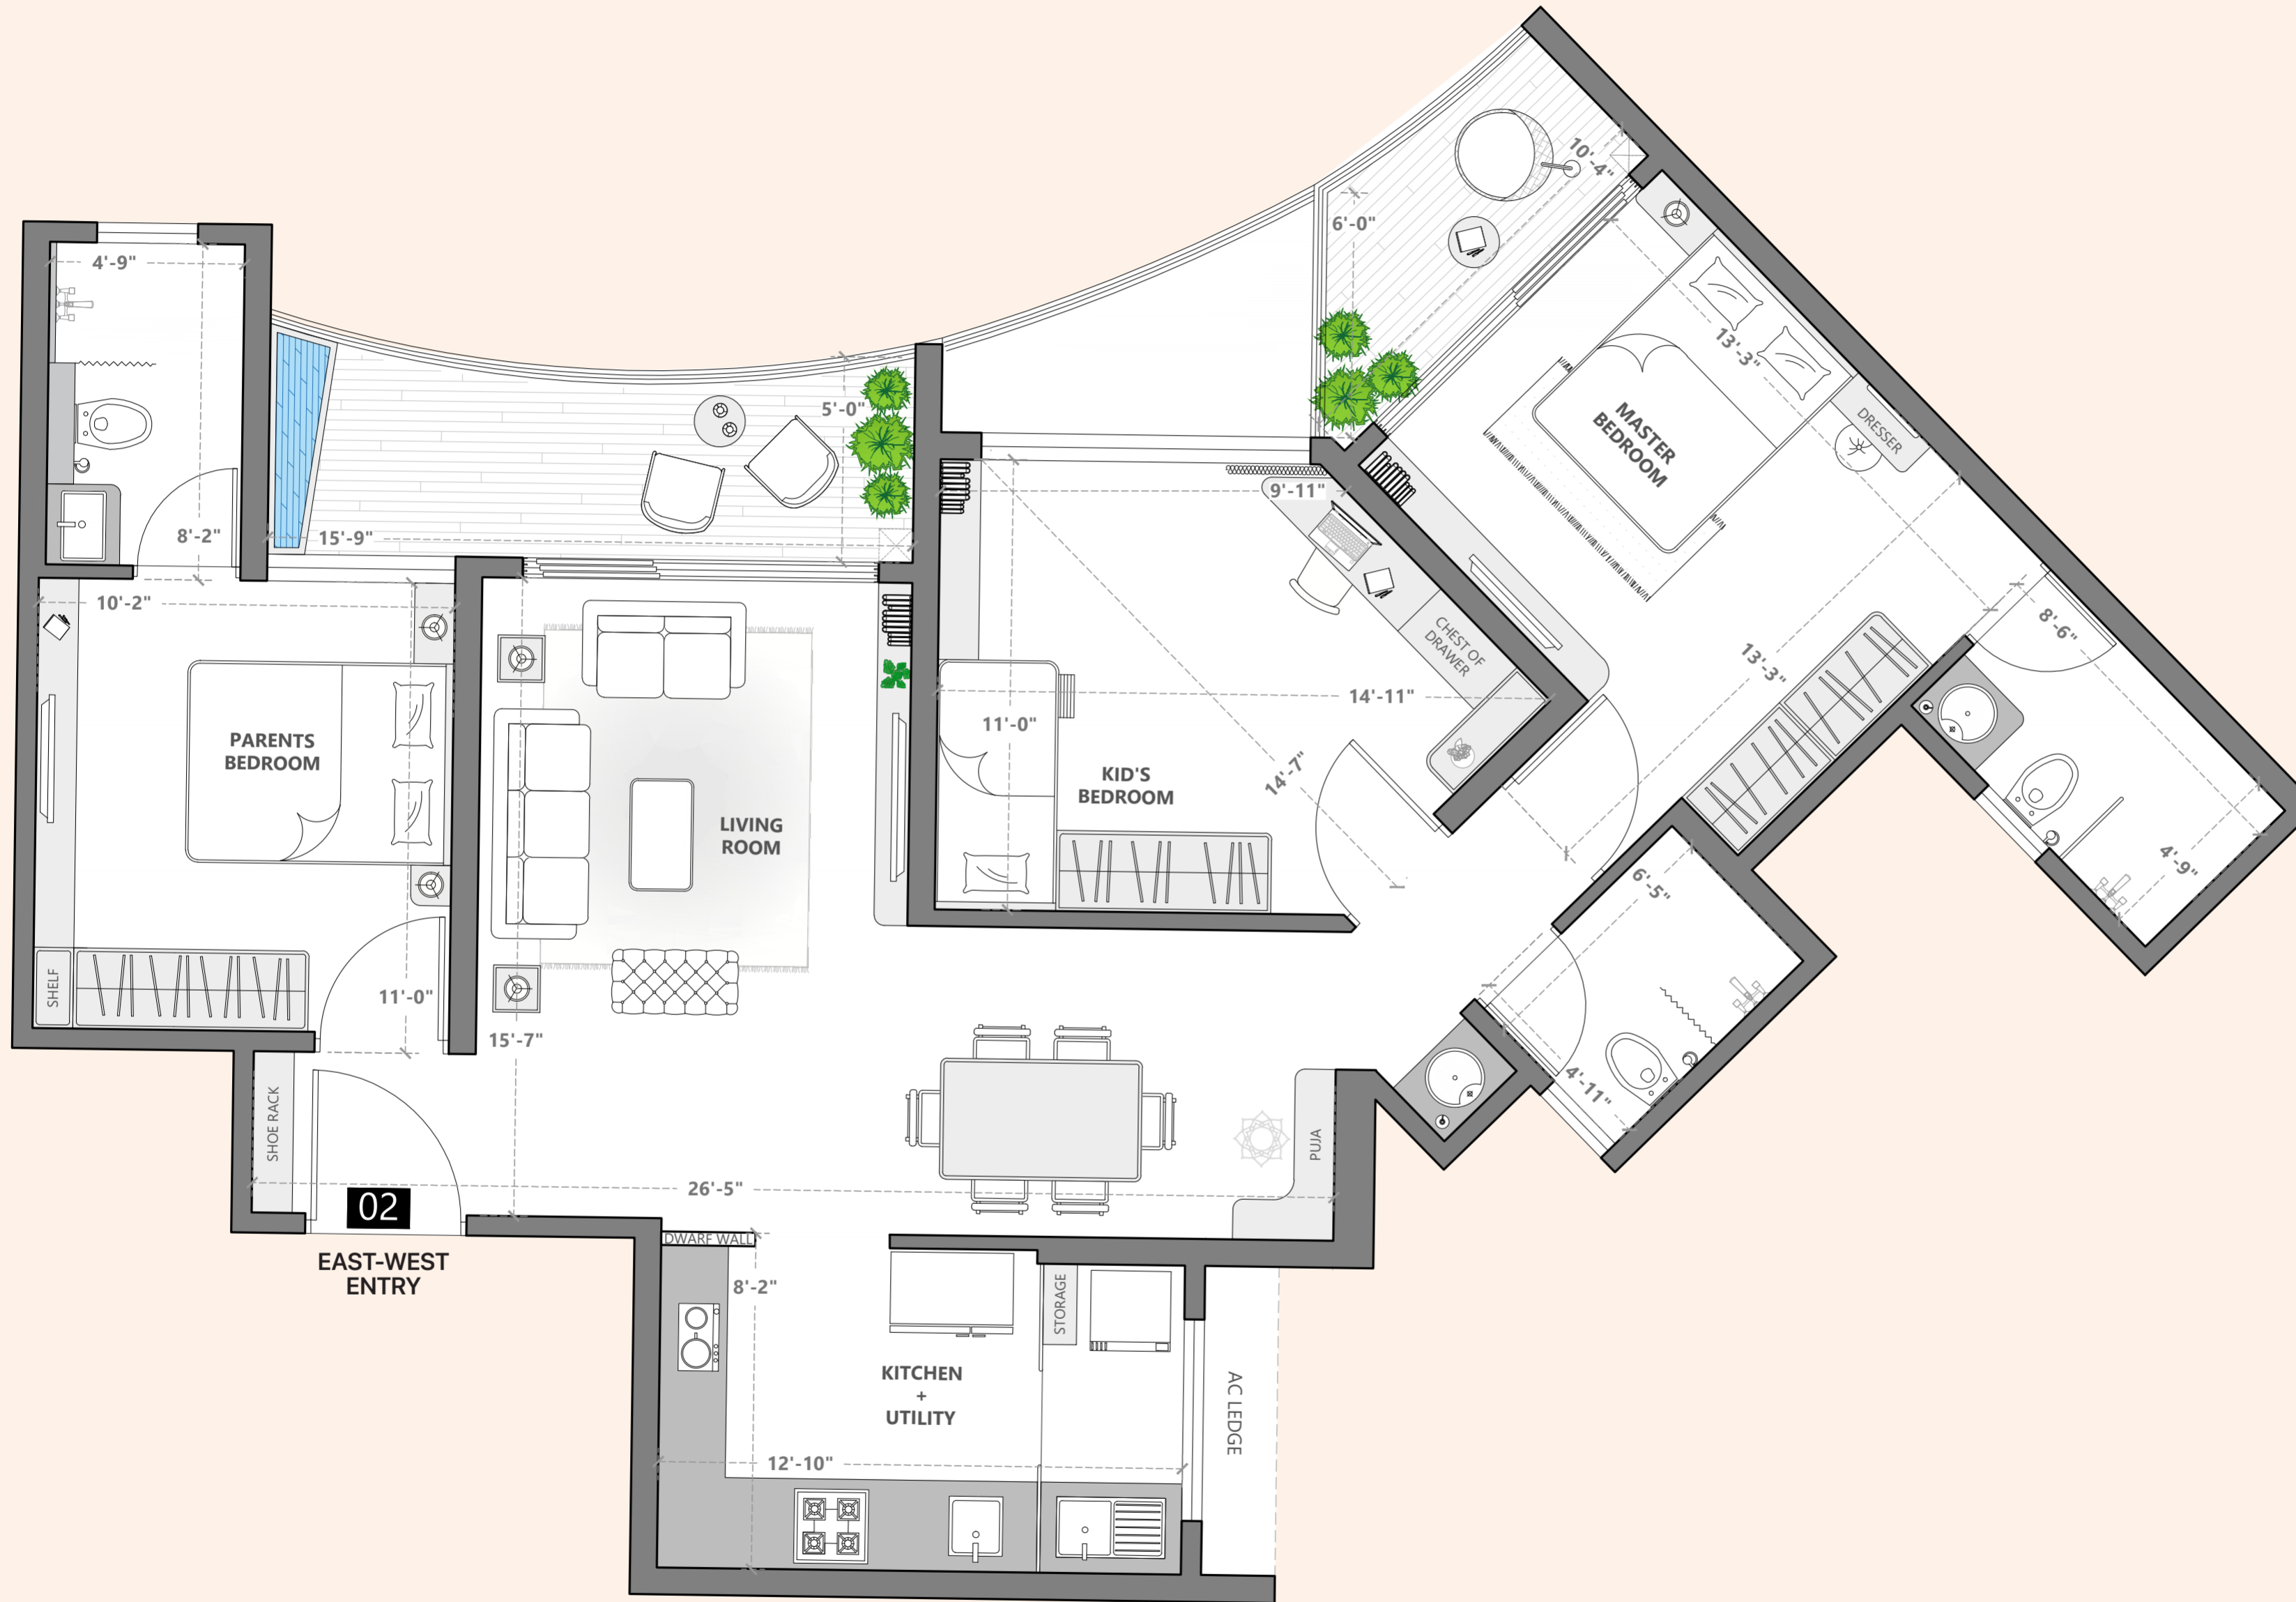 10'-4"
6'-0"
4'-9"
13'-3"
5'-0"
MASTER
BEDROOM
DRESSER
9'-11"
8'-2"
15'-9"
10'-2"
8'-6"
CHEST OF
DRAWER
13'-3"
14'-11"
11'-0"
PARENTS
BEDROOM
KID'S
BEDROOM
14'-7"
LIVING
ROOM
4'-9"
6'-5"
SHELF
11'-0"
15'-7"
4'-11"
SHOE RACK
PUJA
26'-5"
02
DWARF WALL
EAST-WEST
ENTRY
8'-2"
STORAGE
KITCHEN
+
UTILITY
AC LEDGE
12'-10"